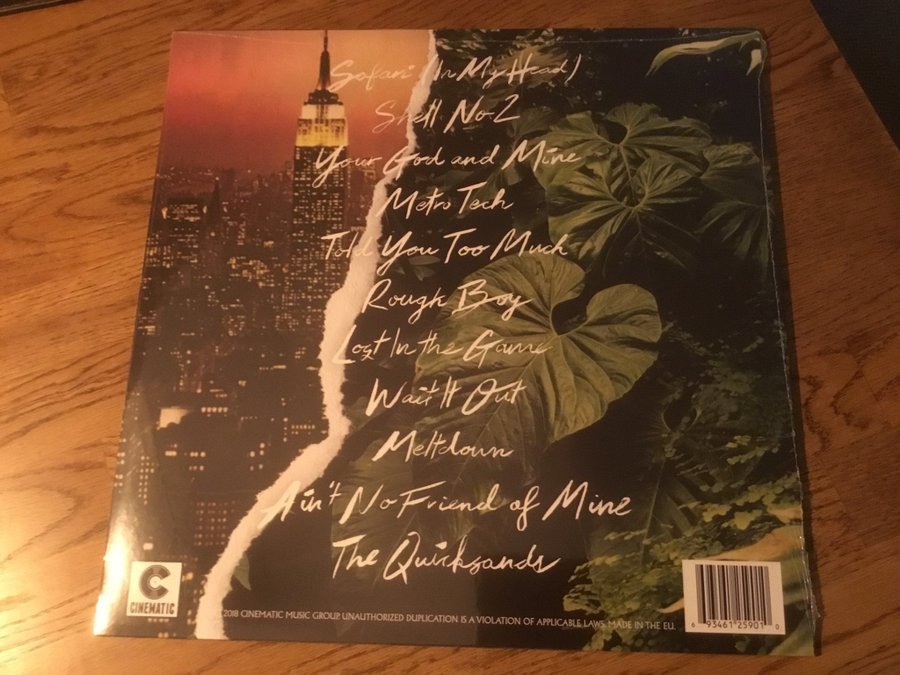 Safari (In My Head)
Shell No 2
Your God and Mine
Metro Tech
Told You Too Much
Rough Boy
Lost In the Game
Wait It Out
Meltdown
Ain't No Friend of Mine
The Quicksands
C
CINEMATIC
2018 CINEMATIC MUSIC GROUP. UNAUTHORIZED DUPLICATION IS A VIOLATION OF APPLICABLE LAWS. MADE IN THE EU.
6 93461 25901 0